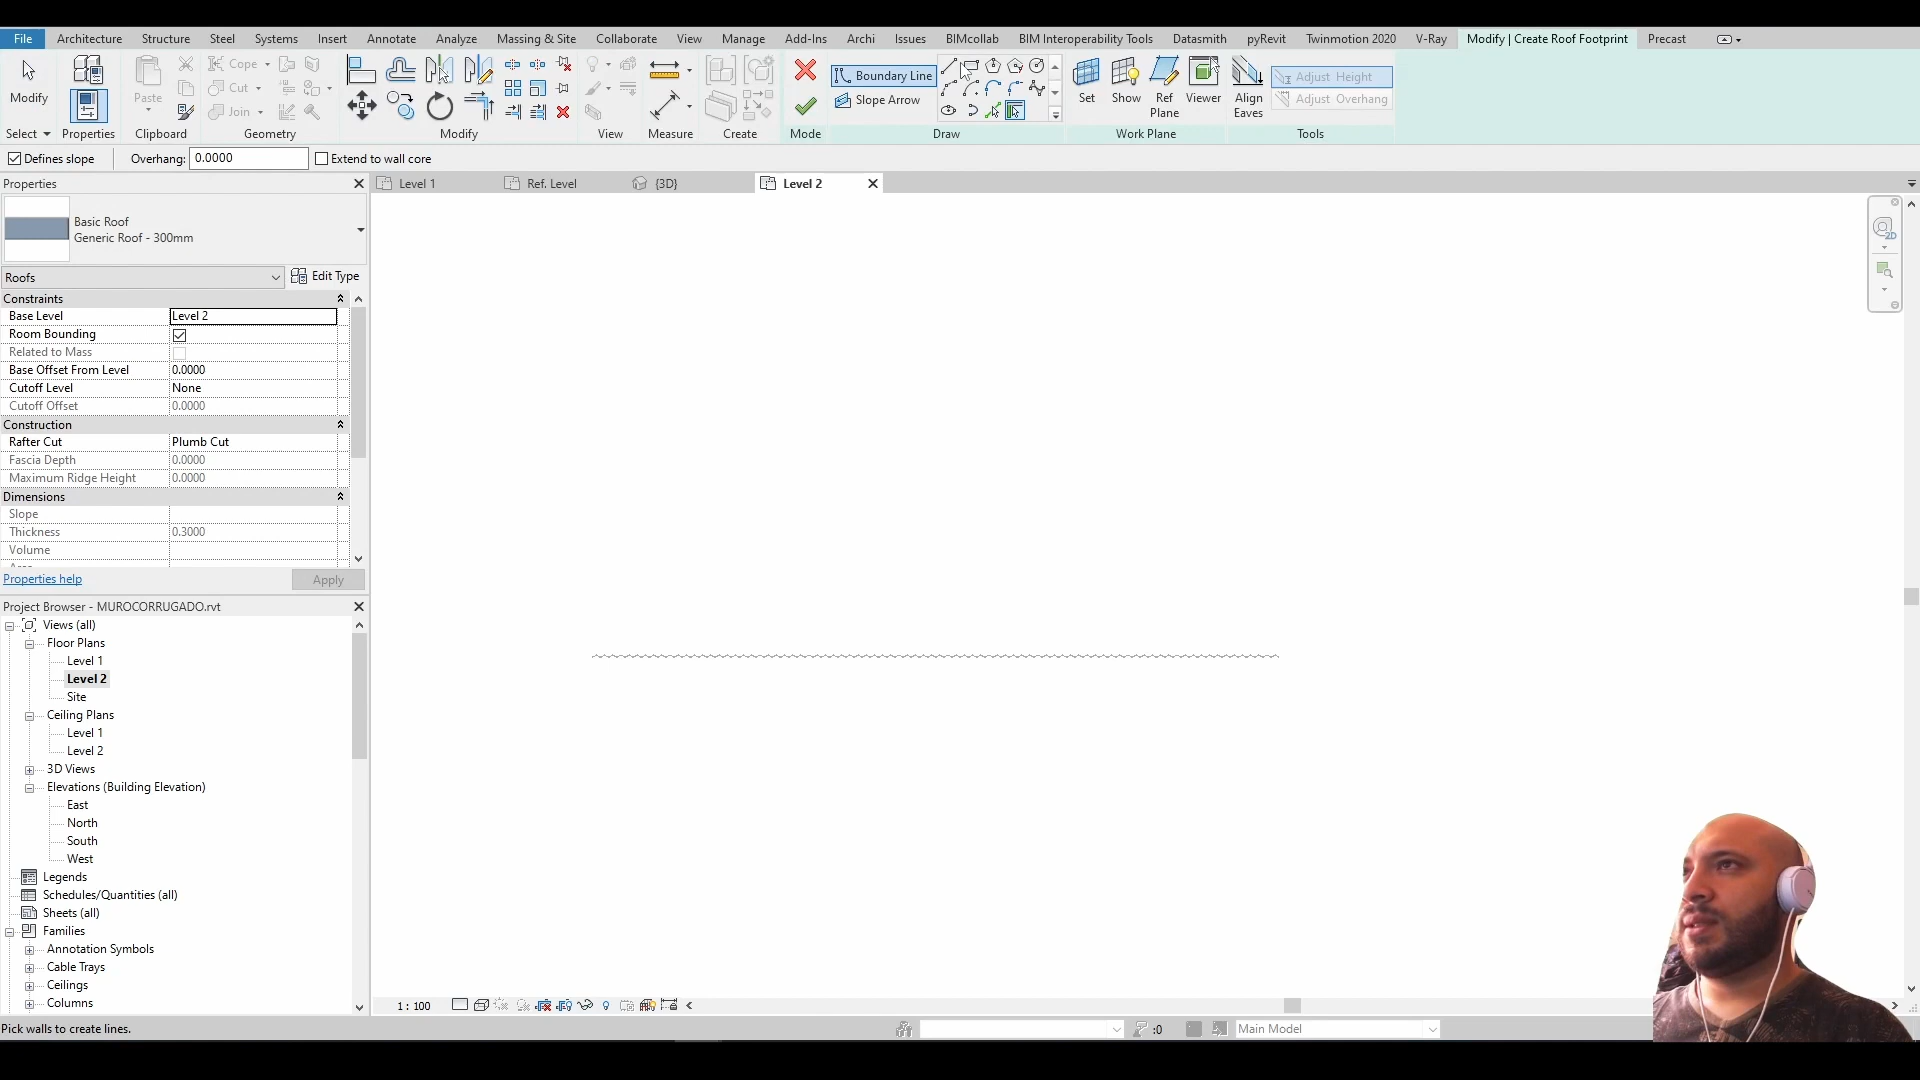 File Architecture Structure Steel Systems Insert Annotate Analyze Massing & Site Collaborate View Manage Add-Ins Archi Issues BIMcollab BIM Interoperability Tools Datasmith pyRevit Twinmotion 2020 V-Ray Modify | Create Roof Footprint Precast
Modify
Select
Properties
Paste
Clipboard
Cope
Cut
Join
Geometry
Modify
View
Measure
Create
Mode
Boundary Line
Slope Arrow
Draw
Set
Show
Ref
Plane
Viewer
Work Plane
Align
Eaves
Adjust Height
Adjust Overhang
Tools
Defines slope Overhang: 0.0000 Extend to wall core
Properties
Level 1 Ref. Level {3D} Level 2
Basic Roof
Generic Roof - 300mm
Roofs Edit Type
Constraints
Base Level Level 2
Room Bounding
Related to Mass
Base Offset From Level 0.0000
Cutoff Level None
Cutoff Offset 0.0000
Construction
Rafter Cut Plumb Cut
Fascia Depth 0.0000
Maximum Ridge Height 0.0000
Dimensions
Slope
Thickness 0.3000
Volume
Properties help Apply
Project Browser - MUROCORRUGADO.rvt
Views (all)
Floor Plans
Level 1
Level 2
Site
Ceiling Plans
Level 1
Level 2
3D Views
Elevations (Building Elevation)
East
North
South
West
Legends
Schedules/Quantities (all)
Sheets (all)
Families
Annotation Symbols
Cable Trays
Ceilings
Columns
2D
1 : 100
Pick walls to create lines. :0 Main Model